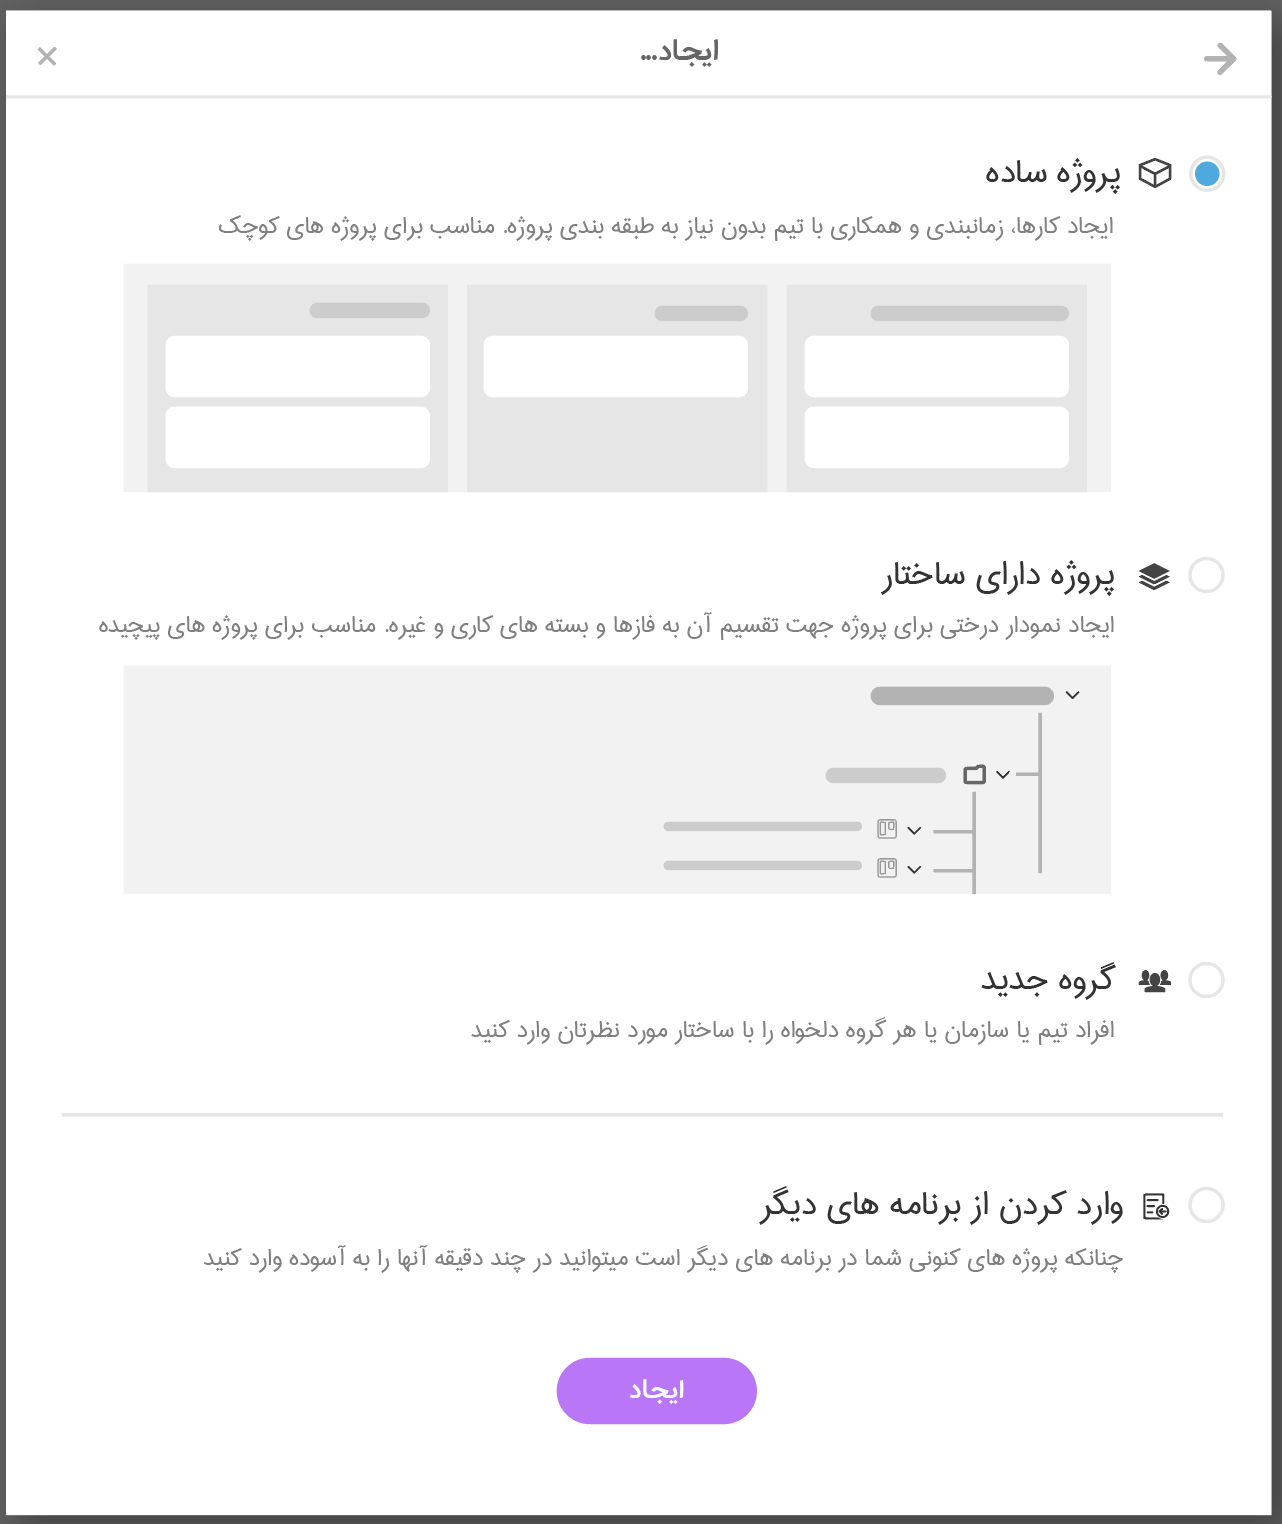 ایجاد...
پروژه ساده
ایجاد کارها، زمانبندی و همکاری با تیم بدون نیاز به طبقه بندی پروژه. مناسب برای پروژه های کوچک
پروژه دارای ساختار
ایجاد نمودار درختی برای پروژه جهت تقسیم آن به فازها و بسته های کاری و غیره. مناسب برای پروژه های پیچیده
گروه جدید
افراد تیم یا سازمان یا هر گروه دلخواه را با ساختار مورد نظرتان وارد کنید
وارد کردن از برنامه های دیگر
چنانکه پروژه های کنونی شما در برنامه های دیگر است میتوانید در چند دقیقه آنها را به آسوده وارد کنید
ایجاد